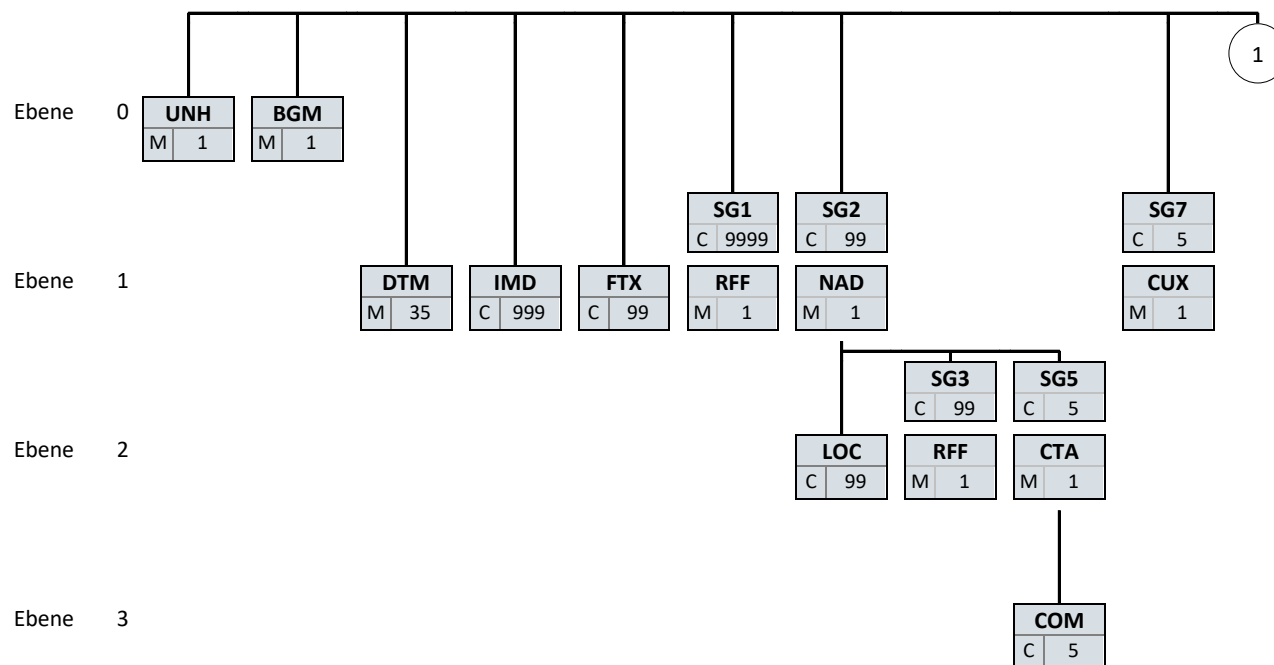 1
Ebene 0 UNH BGM
M 1 M 1
SG1 SG2 SG7
C 9999 C 99 C 5
Ebene 1 DTM IMD FTX RFF NAD CUX
M 35 C 999 C 99 M 1 M 1 M 1
SG3 SG5
C 99 C 5
Ebene 2 LOC RFF CTA
C 99 M 1 M 1
Ebene 3 COM
C 5